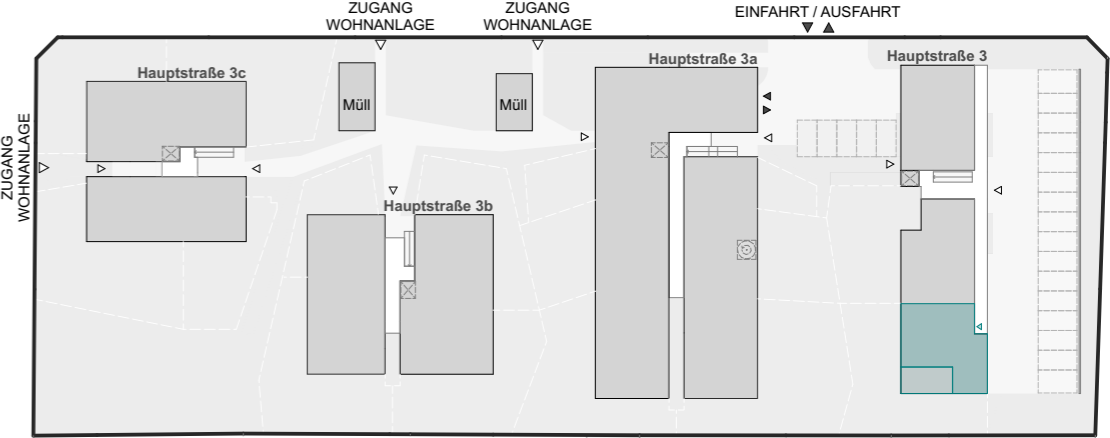 ZUGANG
WOHNANLAGE
ZUGANG
WOHNANLAGE
EINFAHRT / AUSFAHRT
Hauptstraße 3c
Müll
Müll
Hauptstraße 3a
Hauptstraße 3
ZUGANG
WOHNANLAGE
Hauptstraße 3b